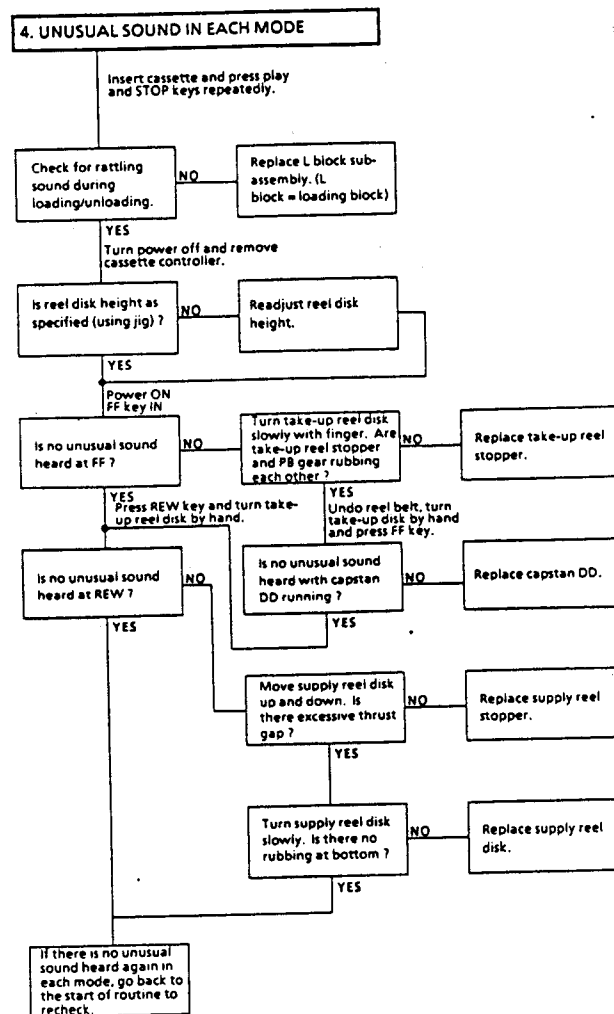 4. UNUSUAL SOUND IN EACH MODE
Insert cassette and press play
and STOP keys repeatedly.
Check for rattling
sound during
loading/unloading.
NO
Replace L block sub-
assembly. (L
block = loading block)
YES
Turn power off and remove
cassette controller.
Is reel disk height as
specified (using jig) ?
NO
Readjust reel disk
height.
YES
Power ON
FF key IN
Is no unusual sound
heard at FF ?
NO
Turn take-up reel disk
slowly with finger. Are
take-up reel stopper
and PB gear rubbing
each other ?
NO
Replace take-up reel
stopper.
YES
Press REW key and turn take-
up reel disk by hand.
YES
Undo reel belt, turn
take-up disk by hand
and press FF key.
Is no unusual sound
heard at REW ?
NO
Is no unusual sound
heard with capstan
DD running ?
NO
Replace capstan DD.
YES
YES
Move supply reel disk
up and down. Is
there excessive thrust
gap ?
NO
Replace supply reel
stopper.
YES
Turn supply reel disk
slowly. Is there no
rubbing at bottom ?
NO
Replace supply reel
disk.
YES
If there is no unusual
sound heard again in
each mode, go back to
the start of routine to
recheck.